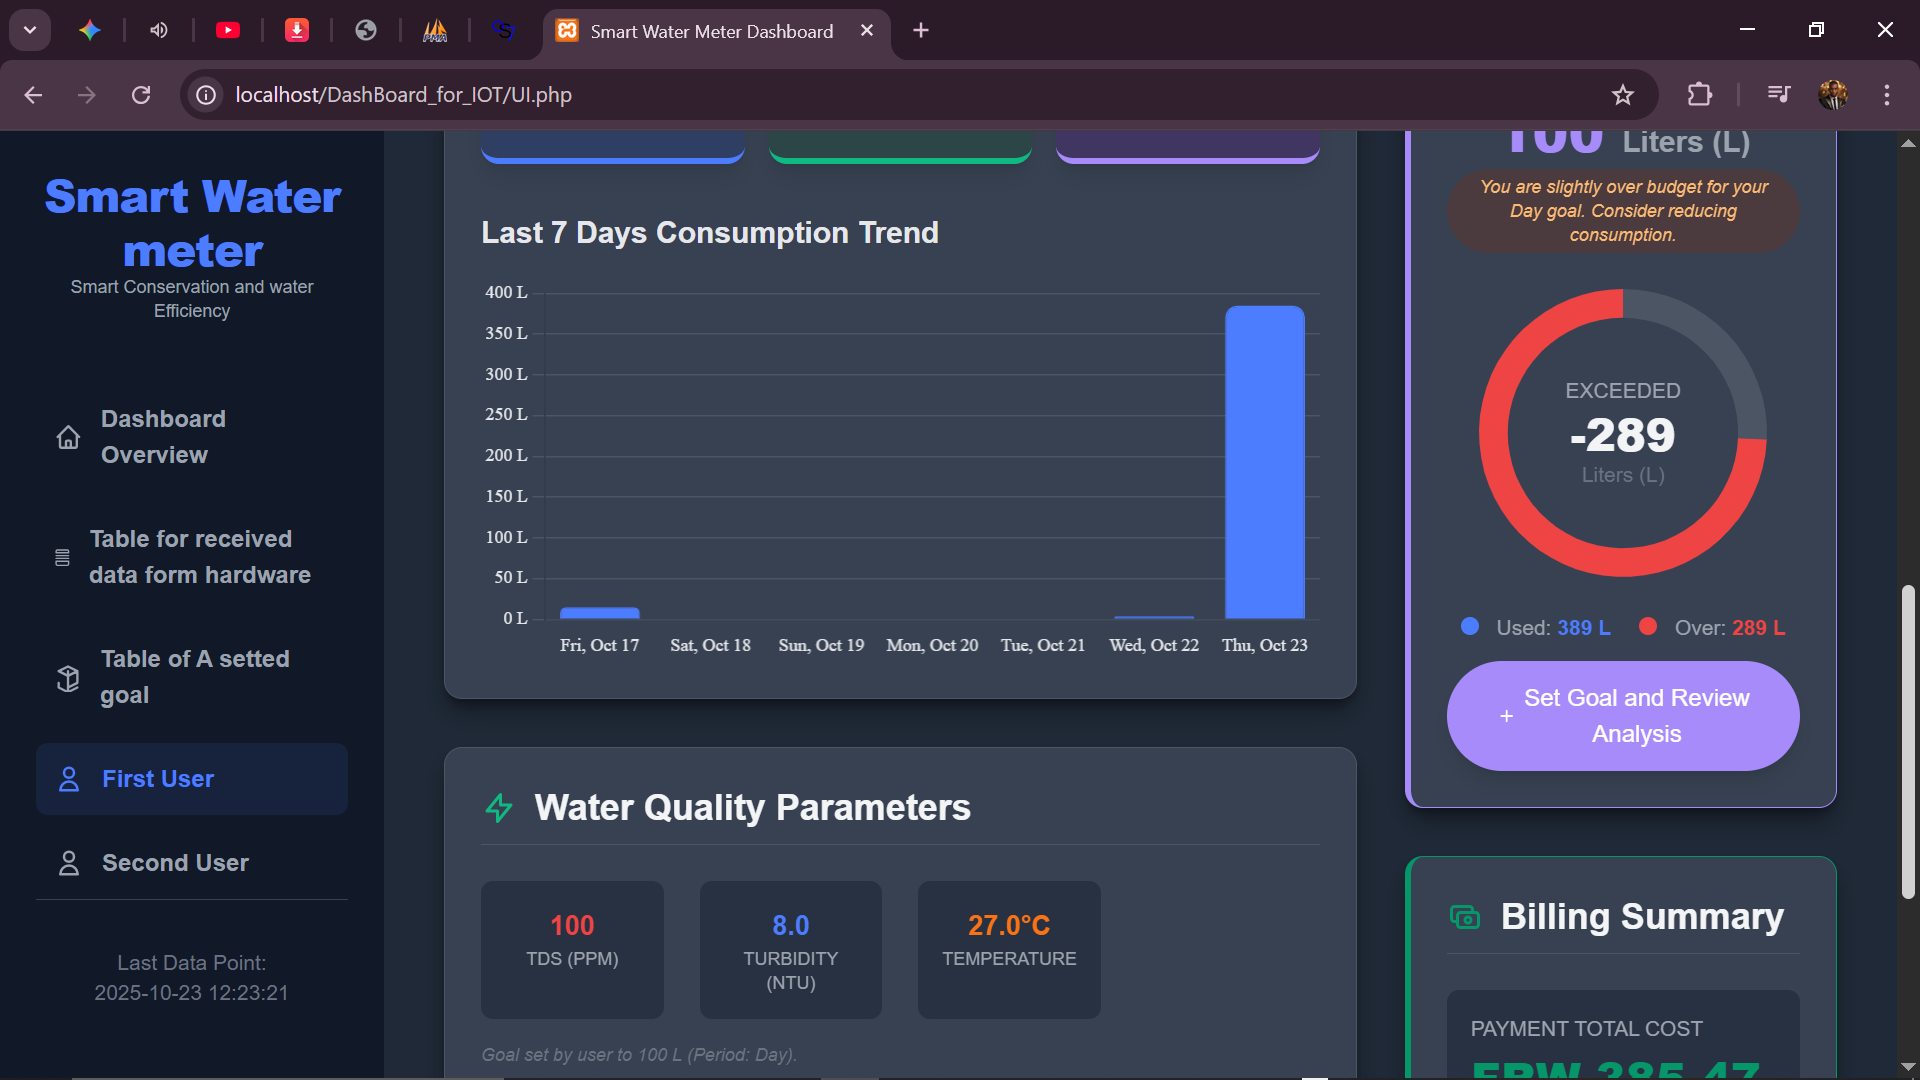 Smart Water Meter Dashboard
localhost/DashBoard_for_IOT/UI.php
Smart Water
meter
Smart Conservation and water
Efficiency
Dashboard
Overview
Table for received
data form hardware
Table of A setted
goal
First User
Second User
Last Data Point:
2025-10-23 12:23:21
Last 7 Days Consumption Trend
400 L
350 L
300 L
250 L
200 L
150 L
100 L
50 L
0 L
Fri, Oct 17 Sat, Oct 18 Sun, Oct 19 Mon, Oct 20 Tue, Oct 21 Wed, Oct 22 Thu, Oct 23
Water Quality Parameters
100
TDS (PPM)
8.0
TURBIDITY
(NTU)
27.0°C
TEMPERATURE
Goal set by user to 100 L (Period: Day).
100 Liters (L)
You are slightly over budget for your
Day goal. Consider reducing
consumption.
EXCEEDED
-289
Liters (L)
Used: 389 L Over: 289 L
+ Set Goal and Review
Analysis
Billing Summary
PAYMENT TOTAL COST
385.47